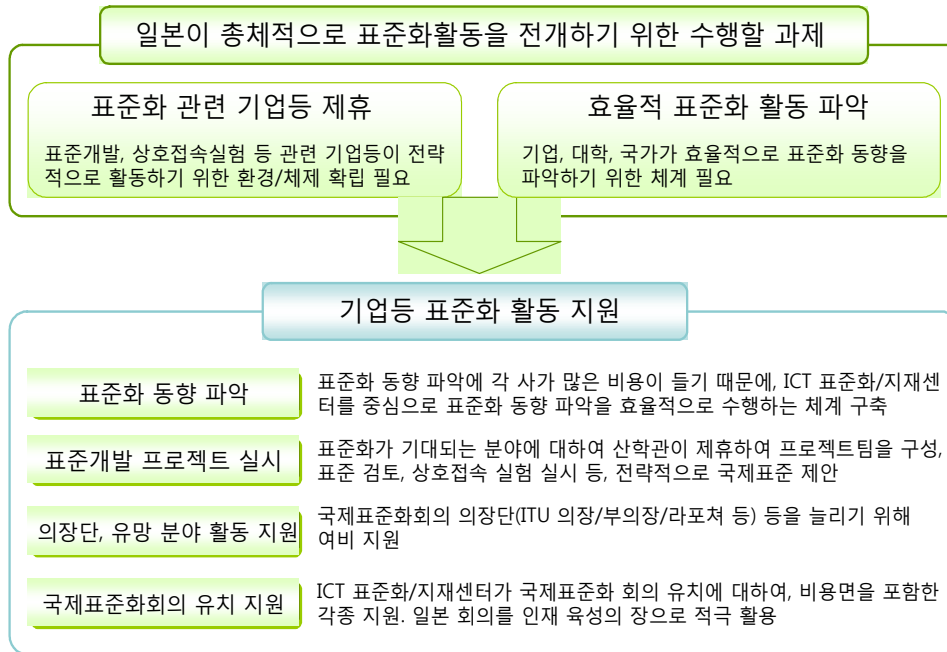 일본이 총체적으로 표준화활동을 전개하기 위한 수행할 과제
표준화 관련 기업등 제휴
표준개발, 상호접속실험 등 관련 기업등이 전략
적으로 활동하기 위한 환경/체제 확립 필요
효율적 표준화 활동 파악
기업, 대학, 국가가 효율적으로 표준화 동향을
파악하기 위한 체계 필요
기업등 표준화 활동 지원
표준화 동향 파악
표준화 동향 파악에 각 사가 많은 비용이 들기 때문에, ICT 표준화/지재센
터를 중심으로 표준화 동향 파악을 효율적으로 수행하는 체계 구축
표준개발 프로젝트 실시
표준화가 기대되는 분야에 대하여 산학관이 제휴하여 프로젝트팀을 구성,
표준 검토, 상호접속 실험 실시 등, 전략적으로 국제표준 제안
의장단, 유망 분야 활동 지원
국제표준화회의 의장단(ITU 의장/부의장/라포쳐 등) 등을 늘리기 위해
여비 지원
국제표준화회의 유치 지원
ICT 표준화/지재센터가 국제표준화 회의 유치에 대하여, 비용면을 포함한
각종 지원. 일본 회의를 인재 육성의 장으로 적극 활용